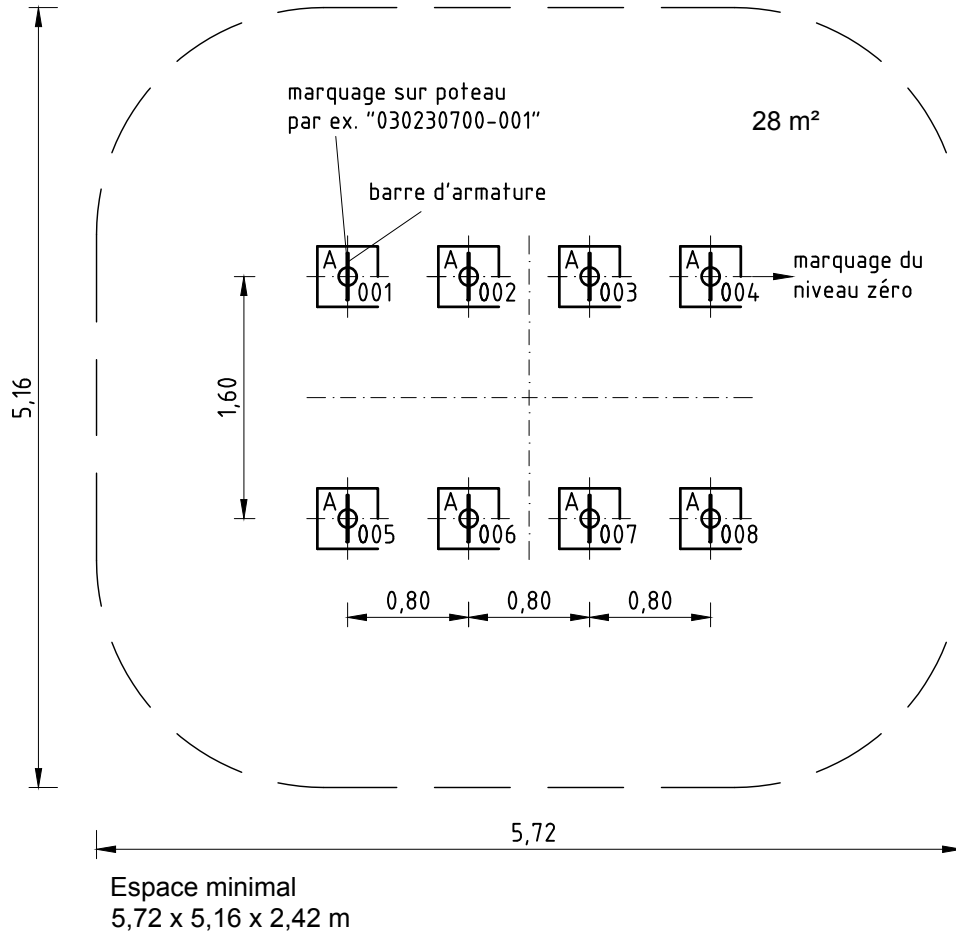 marquage sur poteau
par ex. "030230700-001"
28 m²
barre d'armature
A
A
A
A
marquage du
niveau zéro
001
002
003
004
5,16
1,60
A
A
A
A
005
006
007
008
0,80
0,80
0,80
5,72
Espace minimal
5,72 x 5,16 x 2,42 m